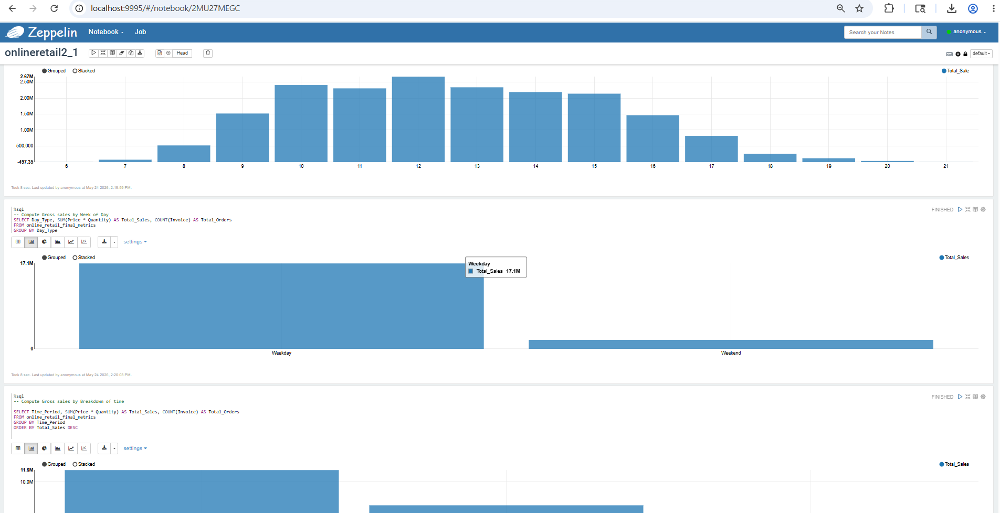 localhost:9995/#/notebook/2MU27MEGC
Zeppelin Notebook Job Search your Notes anonymous
onlineretail2_1 Head default
Grouped Stacked Total_Sale
2.67M
2.50M
2.00M
1.50M
1.00M
500,000
-497.35
6 7 8 9 10 11 12 13 14 15 16 17 18 19 20 21
Took 8 sec. Last updated by anonymous at May 24 2026, 2:19:59 PM.
%sql
-- Compute Gross sales by Week of Day
SELECT Day_Type, SUM(Price * Quantity) AS Total_Sales, COUNT(Invoice) AS Total_Orders
FROM online_retail_final_metrics
GROUP BY Day_Type
FINISHED
settings
Grouped Stacked Total_Sales
17.1M
Weekday
Total_Sales 17.1M
0
Weekday Weekend
Took 8 sec. Last updated by anonymous at May 24 2026, 2:20:03 PM.
%sql
-- Compute Gross sales by Breakdown of time
SELECT Time_Period, SUM(Price * Quantity) AS Total_Sales, COUNT(Invoice) AS Total_Orders
FROM online_retail_final_metrics
GROUP BY Time_Period
ORDER BY Total_Sales DESC
FINISHED
settings
Grouped Stacked Total_Sales
11.6M
10.0M